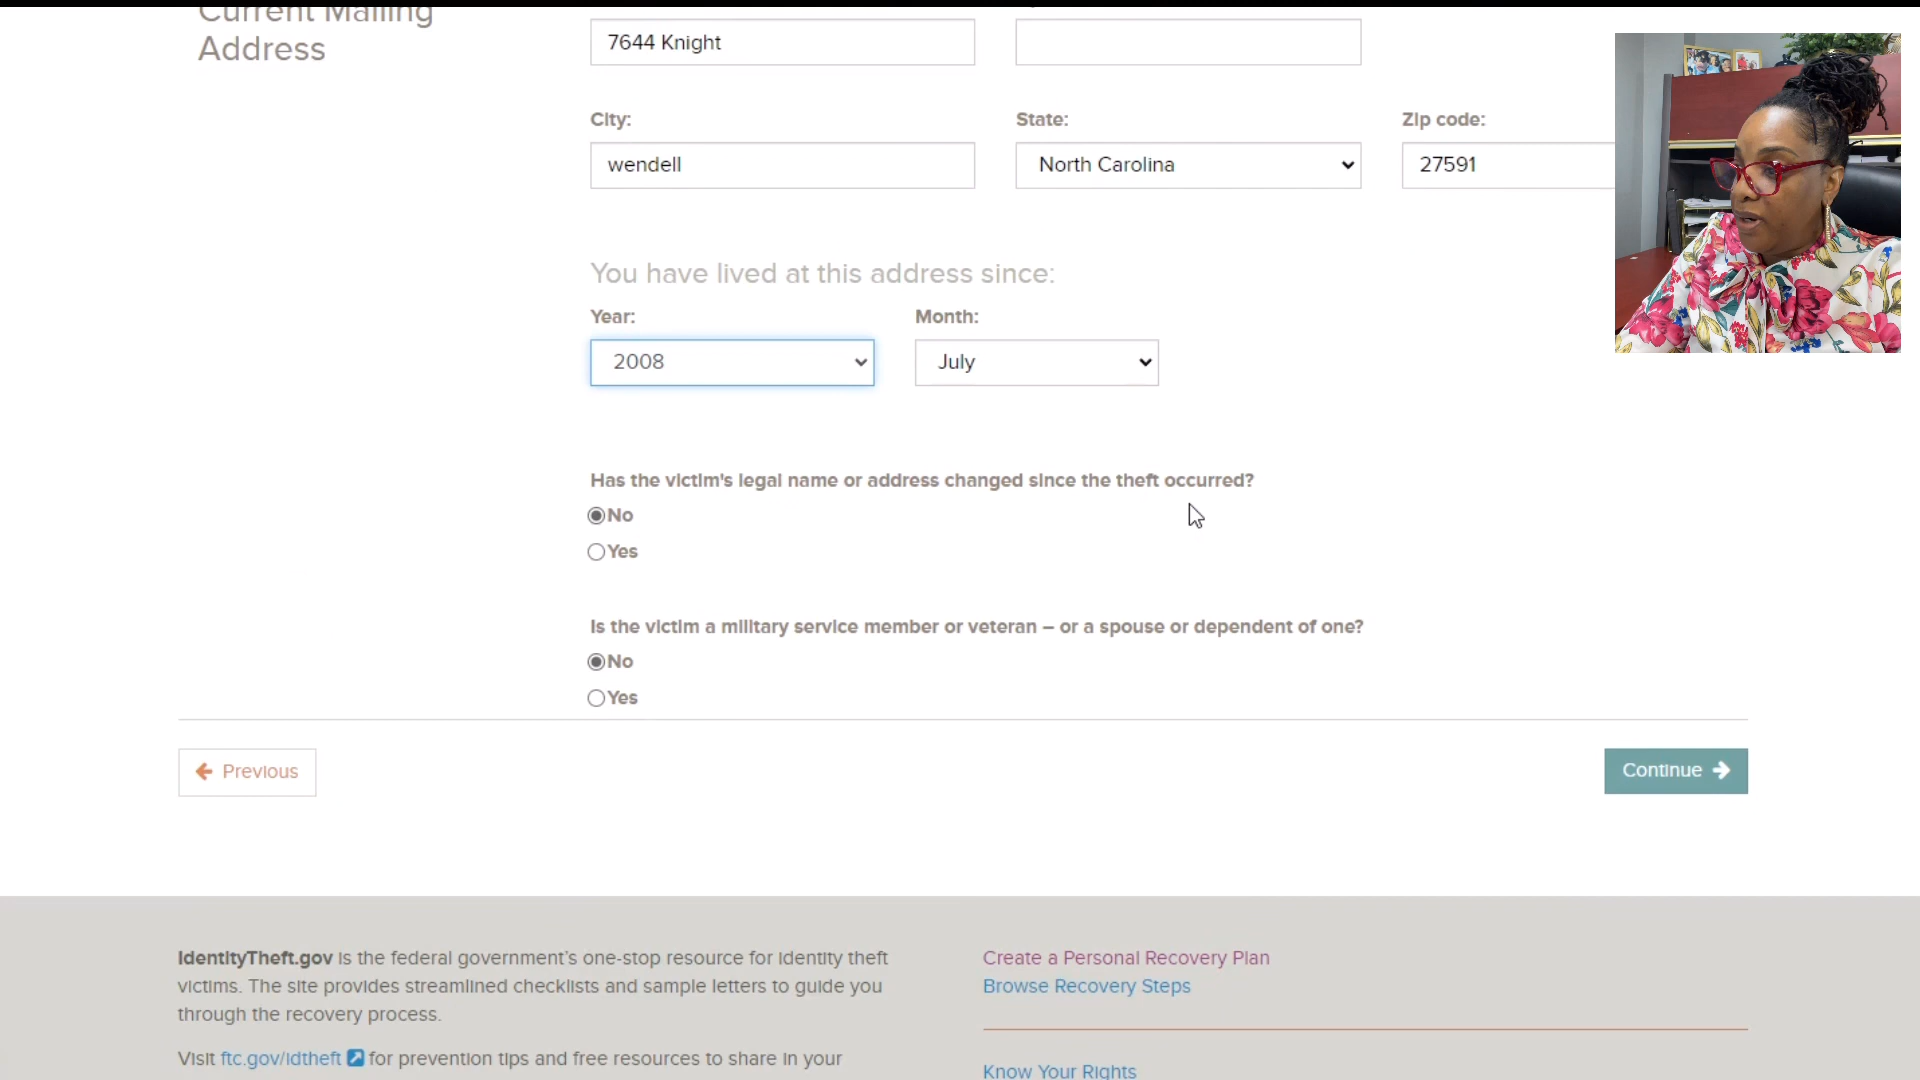 Current Mailing
Address
7644 Knight
City:
State:
Zip code:
wendell
North Carolina
27591
You have lived at this address since:
Year:
Month:
2008
July
Has the victim's legal name or address changed since the theft occurred?
No
Yes
Is the victim a military service member or veteran – or a spouse or dependent of one?
No
Yes
Previous
Continue
IdentityTheft.gov is the federal government's one-stop resource for identity theft
victims. The site provides streamlined checklists and sample letters to guide you
through the recovery process.
Visit ftc.gov/idtheft for prevention tips and free resources to share in your
Create a Personal Recovery Plan
Browse Recovery Steps
Know Your Rights